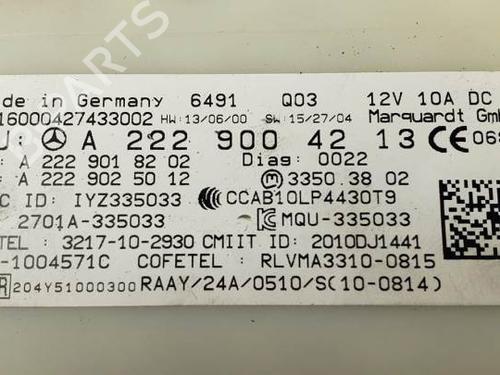 de in Germany 6491 Q03 12V 10A DC
16000427433002 HW:13/06/00 SW:15/27/04 Marquardt Gmb
U: A 222 900 42 13 CE 068
: A 222 901 82 02 Diag: 0022
: A 222 902 50 12 3350.38 02
C ID: IYZ335033 CCAB10LP4430T9
2701A-335033 MQU-335033
TEL : 3217-10-2930 CMIIT ID: 2010DJ1441
-1004571C COFETEL : RLVMA3310-0815
R 204Y51000300 RAAY/24A/0510/S(10-0814)